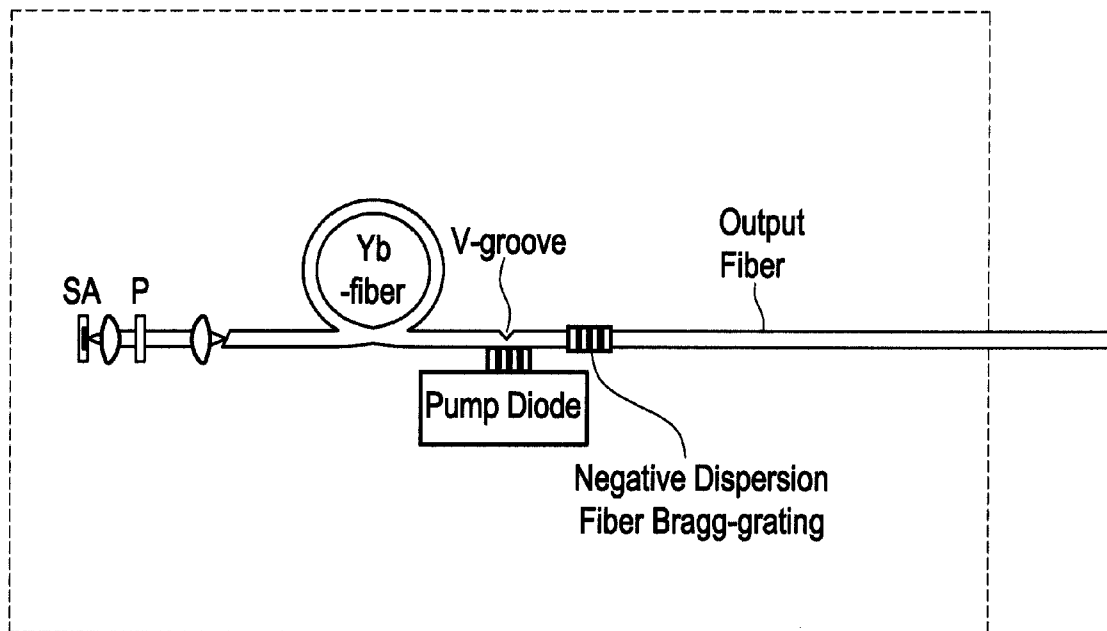 Yb
-fiber
V-groove
Output
Fiber
SA
P
Pump Diode
Negative Dispersion
Fiber Bragg-grating